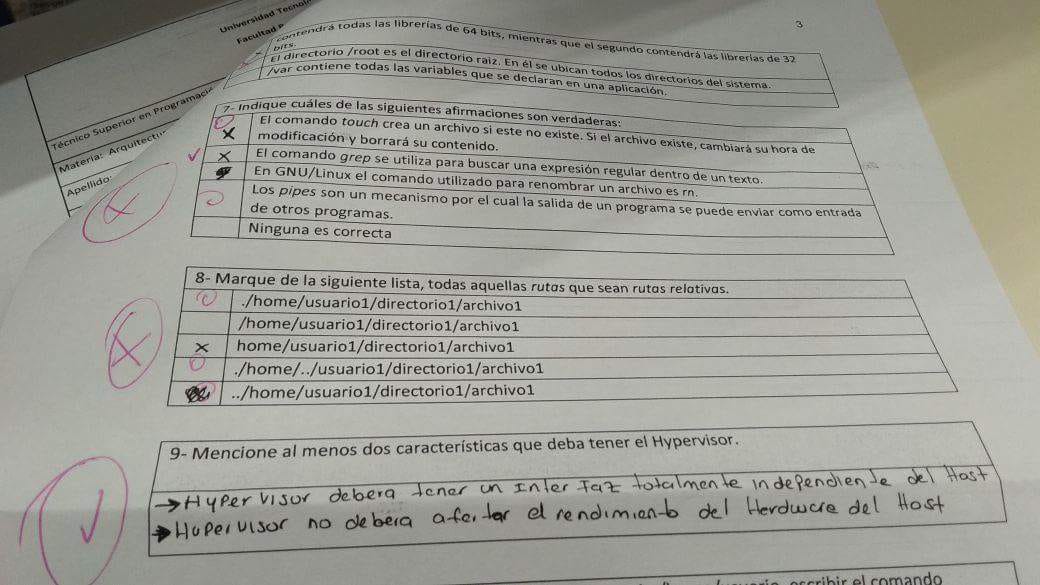 Universidad Tecnol
Facultad R
3
contendrá todas las librerías de 64 bits, mientras que el segundo contendrá las librerías de 32
bits.
El directorio /root es el directorio raiz. En él se ubican todos los directorios del sistema.
/var contiene todas las variables que se declaran en una aplicación.
Técnico Superior en Programaci
Materia: Arquitectu
Apellido:
7- Indique cuáles de las siguientes afirmaciones son verdaderas:
El comando touch crea un archivo si este no existe. Si el archivo existe, cambiará su hora de
X modificación y borrará su contenido.
X El comando grep se utiliza para buscar una expresión regular dentro de un texto.
En GNU/Linux el comando utilizado para renombrar un archivo es rn.
Los pipes son un mecanismo por el cual la salida de un programa se puede enviar como entrada
de otros programas.
Ninguna es correcta
8- Marque de la siguiente lista, todas aquellas rutas que sean rutas relativas.
./home/usuario1/directorio1/archivo1
/home/usuario1/directorio1/archivo1
X home/usuario1/directorio1/archivo1
./home/../usuario1/directorio1/archivo1
../home/usuario1/directorio1/archivo1
9- Mencione al menos dos características que deba tener el Hypervisor.
→ Hypervisor debera tener un Interfaz totalmente independiente del Host
→ Hupervisor no debera afectar el rendimiento del Herdware del Host
escribir el comando